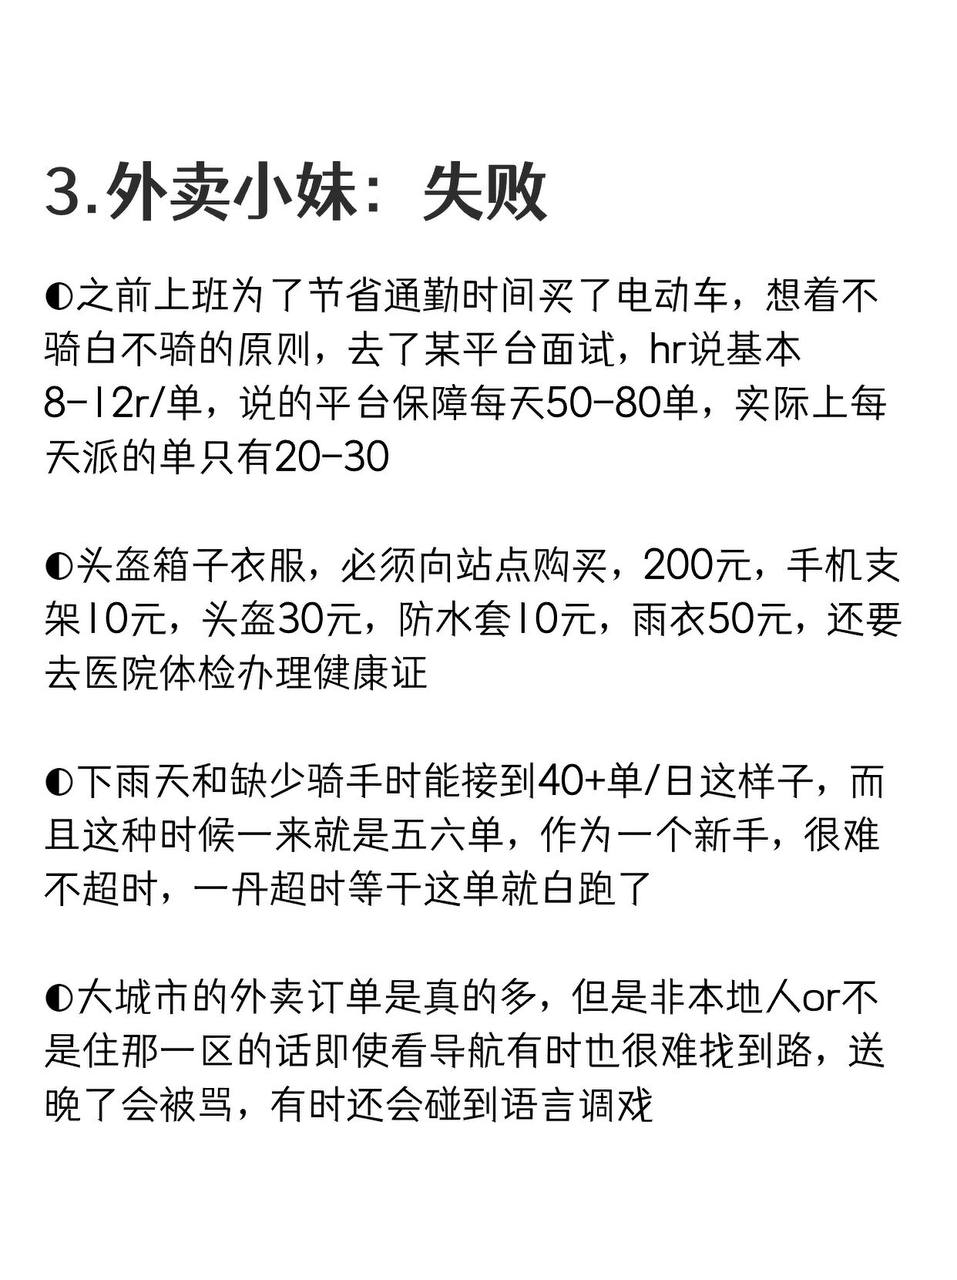 3.外卖小妹：失败
◐之前上班为了节省通勤时间买了电动车，想着不
骑白不骑的原则，去了某平台面试，hr说基本
8-12r/单，说的平台保障每天50-80单，实际上每
天派的单只有20-30
◐头盔箱子衣服，必须向站点购买，200元，手机支
架10元，头盔30元，防水套10元，雨衣50元，还要
去医院体检办理健康证
◐下雨天和缺少骑手时能接到40+单/日这样子，而
且这种时候一来就是五六单，作为一个新手，很难
不超时，一丹超时等于这单就白跑了
◐大城市的外卖订单是真的多，但是非本地人or不
是住那一区的话即使看导航有时也很难找到路，送
晚了会被骂，有时还会碰到语言调戏